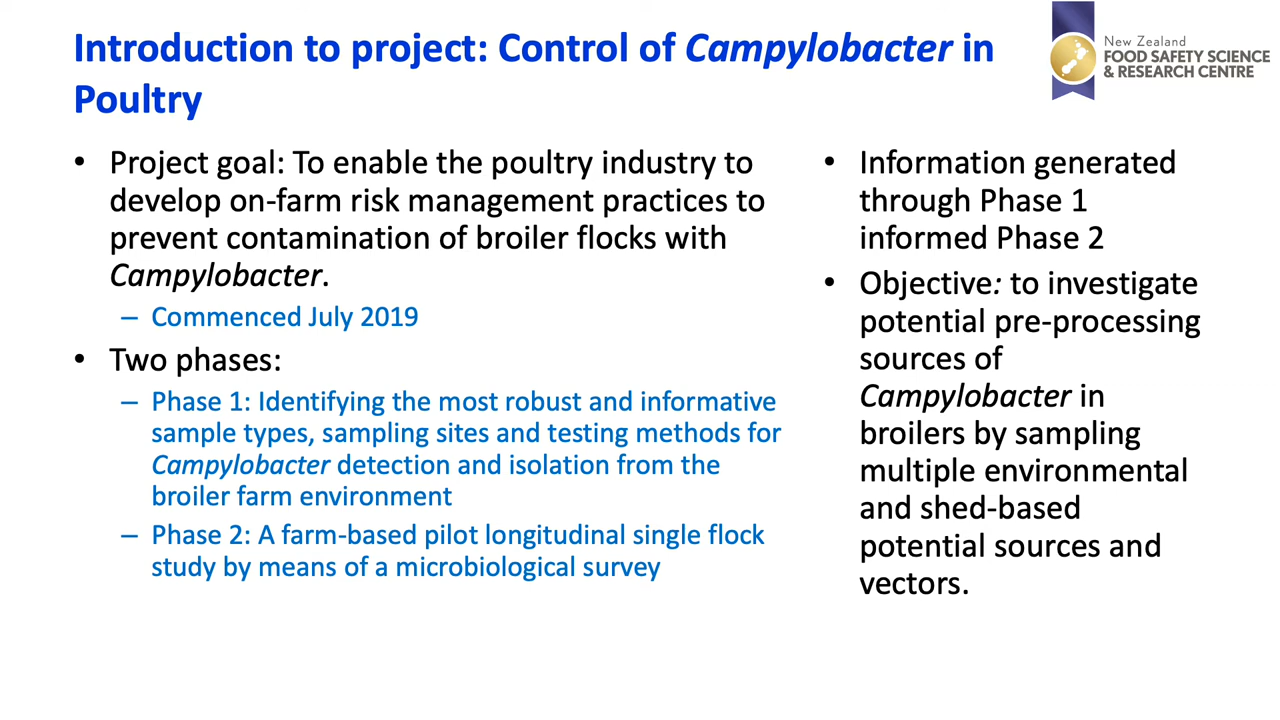 Introduction to project: Control of Campylobacter in
Poultry
New Zealand
FOOD SAFETY SCIENCE
& RESEARCH CENTRE
• Project goal: To enable the poultry industry to
develop on-farm risk management practices to
prevent contamination of broiler flocks with
Campylobacter.
– Commenced July 2019
• Two phases:
– Phase 1: Identifying the most robust and informative
sample types, sampling sites and testing methods for
Campylobacter detection and isolation from the
broiler farm environment
– Phase 2: A farm-based pilot longitudinal single flock
study by means of a microbiological survey
• Information generated
through Phase 1
informed Phase 2
• Objective: to investigate
potential pre-processing
sources of
Campylobacter in
broilers by sampling
multiple environmental
and shed-based
potential sources and
vectors.